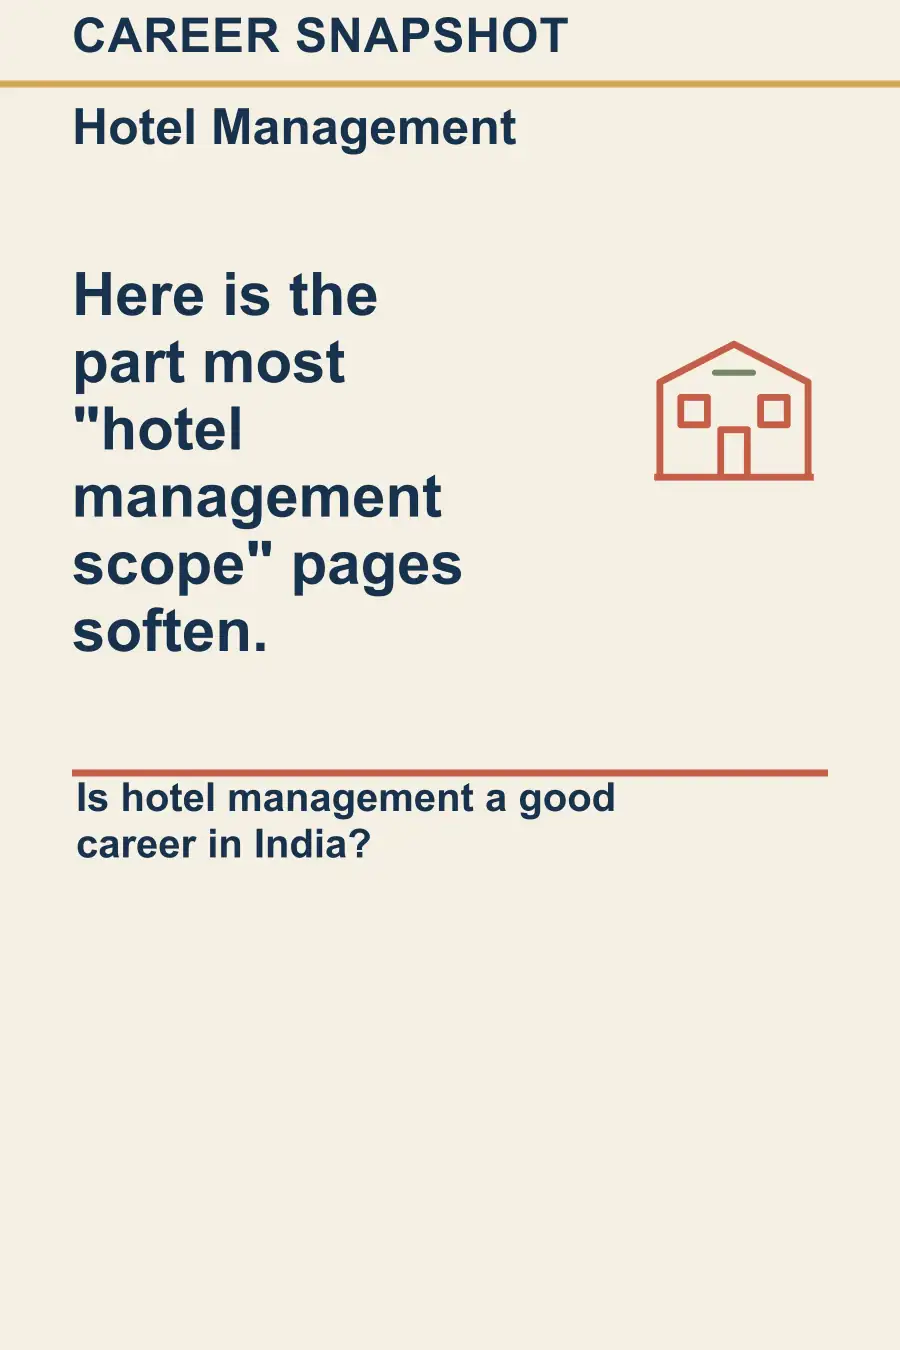 CAREER SNAPSHOT
Hotel Management
Here is the
part most
"hotel
management
scope" pages
soften.
Is hotel management a good
career in India?